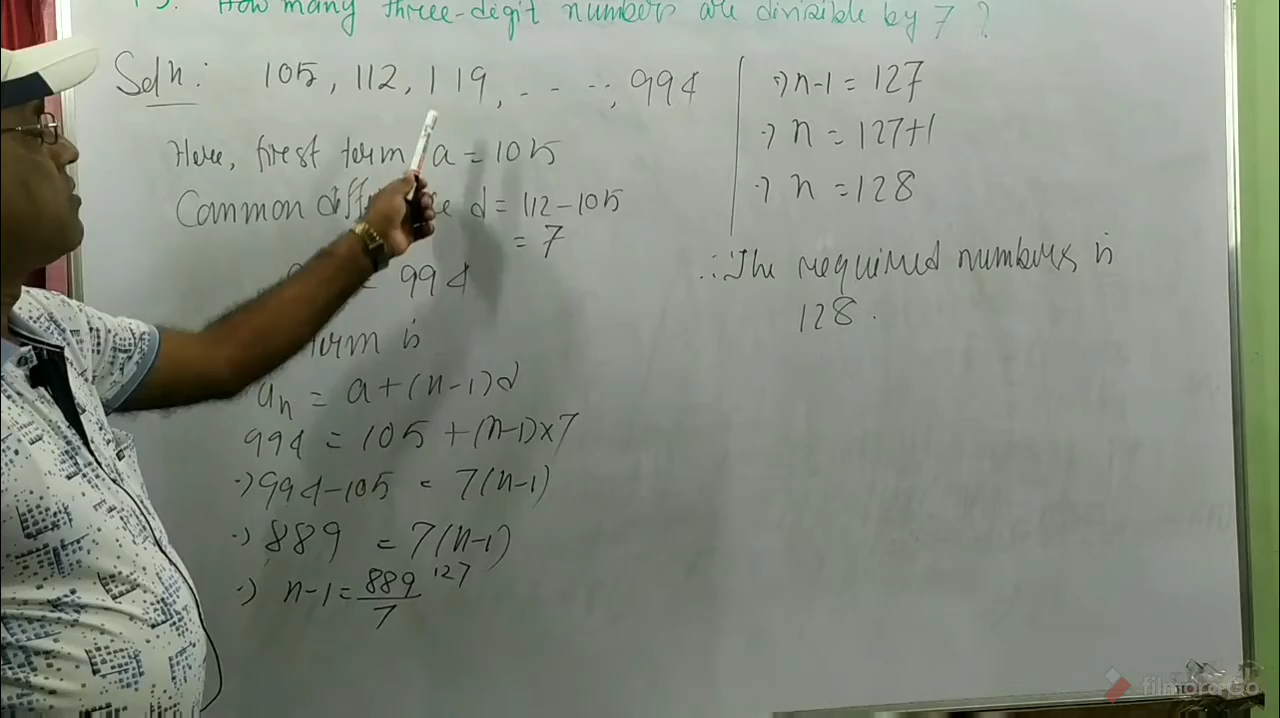 How many three-digit numbers are divisible by 7 ?
Soln: 105, 112, 119, - - -, 994
Here, first term a = 105
Common d = 112 - 105
= 7
= 994
term is
an = a + (n-1)d
994 = 105 + (n-1)×7
⇒ 994 - 105 = 7(n-1)
⇒ 889 = 7(n-1)
⇒ n-1 = 889/7 127
⇒ n-1 = 127
⇒ n = 127+1
⇒ n = 128
∴ The required numbers is
128.